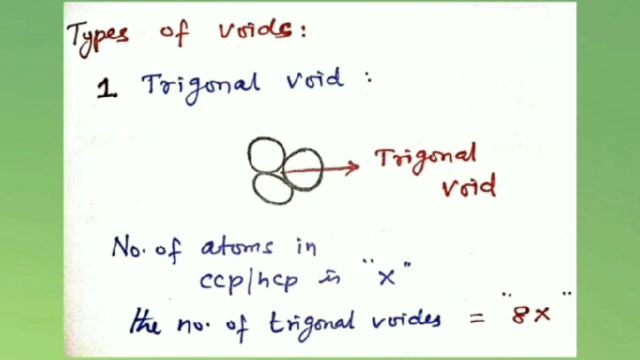 Types of voids:
1 Trigonal void :
Trigonal
void
No. of atoms in
ccp/hcp is "x"
the no. of trigonal voides = "8x"